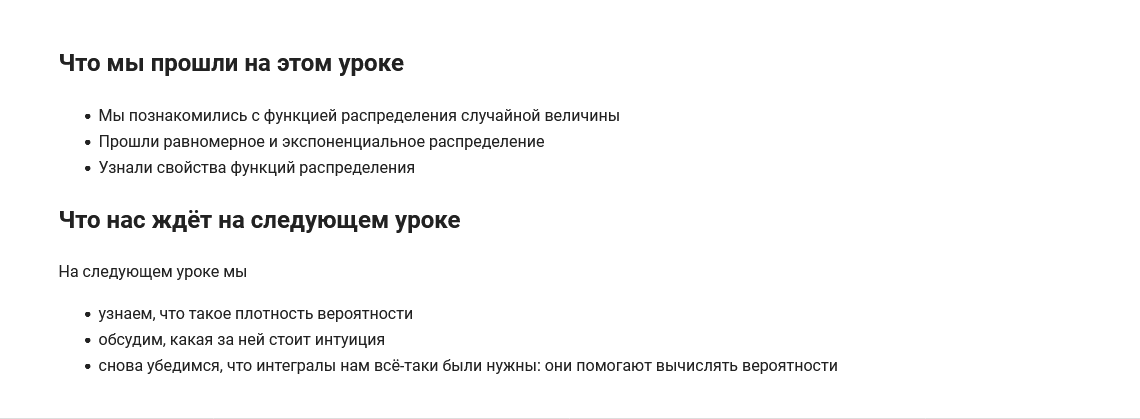 Что мы прошли на этом уроке
Мы познакомились с функцией распределения случайной величины
Прошли равномерное и экспоненциальное распределение
Узнали свойства функций распределения
Что нас ждёт на следующем уроке
На следующем уроке мы
узнаем, что такое плотность вероятности
обсудим, какая за ней стоит интуиция
снова убедимся, что интегралы нам всё-таки были нужны: они помогают вычислять вероятности